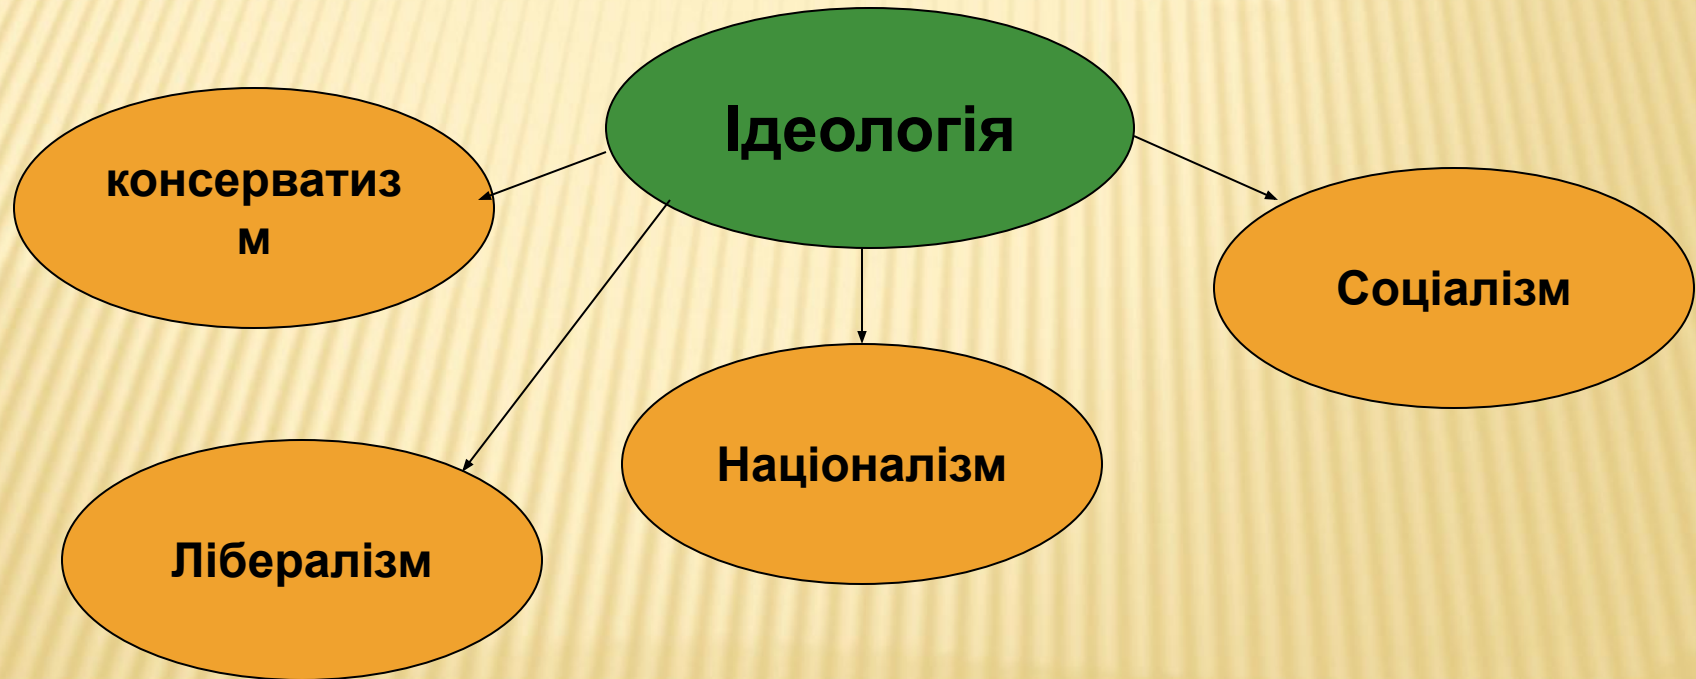 Ідеологія
консерватиз
м
Соціалізм
Націоналізм
Лібералізм